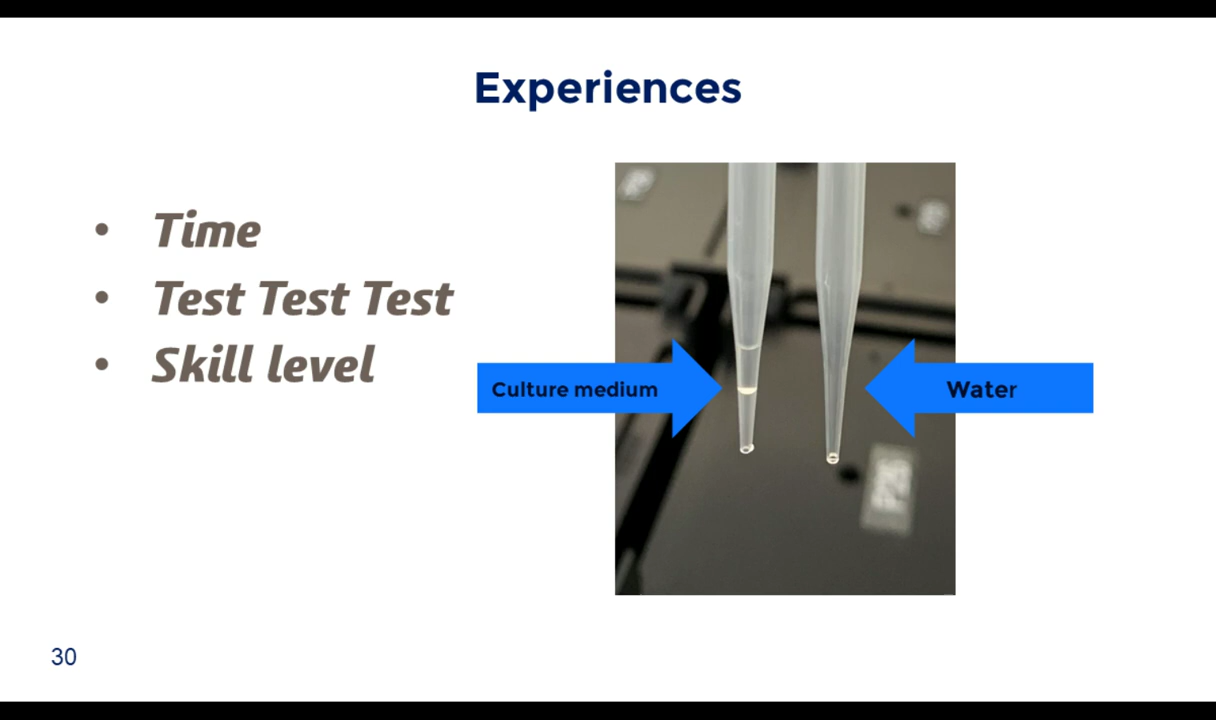 Experiences
• Time
• Test Test Test
• Skill level
Culture medium
Water
30